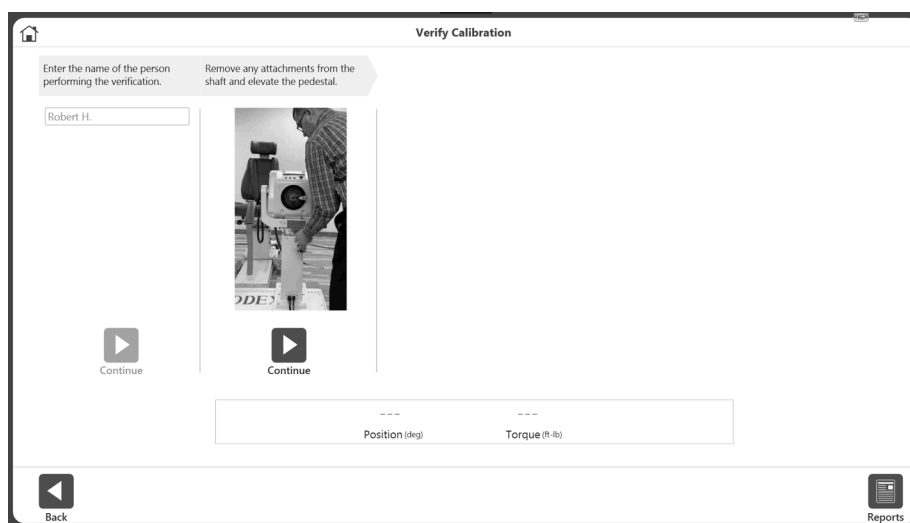 Verify Calibration
Enter the name of the person
performing the verification.
Remove any attachments from the
shaft and elevate the pedestal.
Robert H.
ODEX
Continue
Continue
---
---
Position (deg)
Torque (ft-lb)
Back
Reports